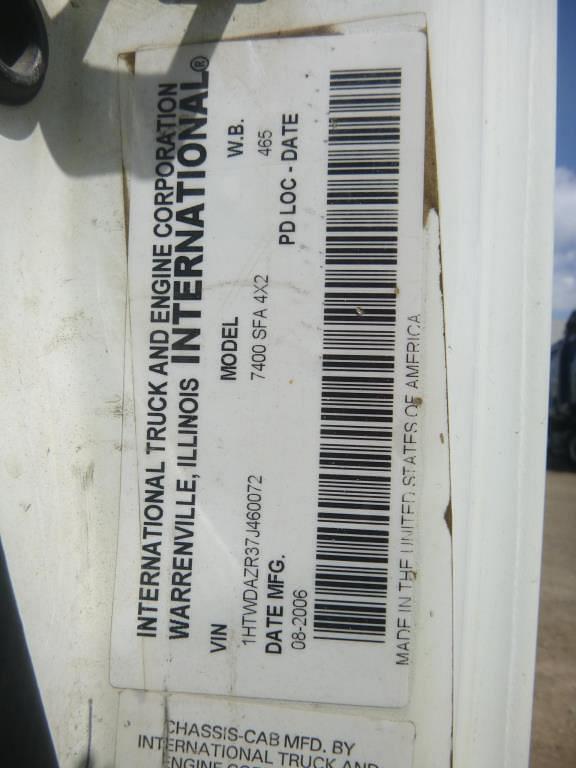 INTERNATIONAL TRUCK AND ENGINE CORPORATION
WARRENVILLE, ILLINOIS INTERNATIONAL®
VIN MODEL W.B.
1HTWDAZR37J460072 7400 SFA 4X2 465
DATE MFG. PD LOC - DATE
08-2006
MADE IN THE UNITED STATES OF AMERICA
CHASSIS-CAB MFD. BY
INTERNATIONAL TRUCK AND
ENGINE